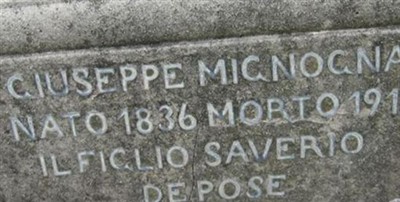 GIUSEPPE MIGNOGNA
NATO 1836 MORTO 191
IL FIGLIO SAVERIO
DEPOSE